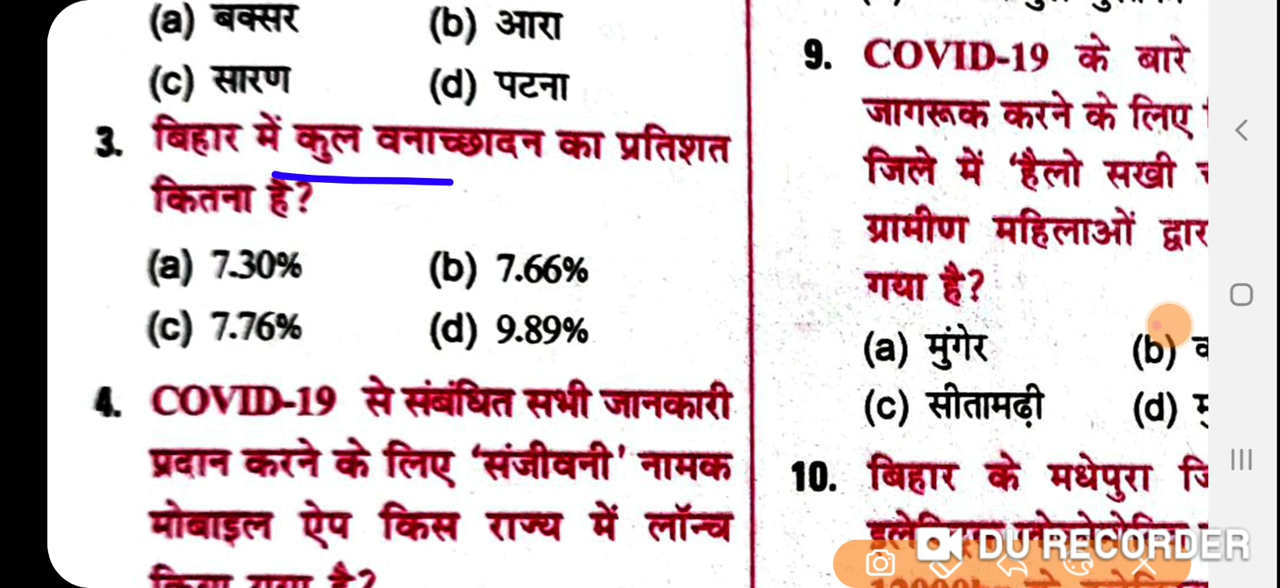 (a) बक्सर (b) आरा
(c) सारण (d) पटना
3. बिहार में कुल वनाच्छादन का प्रतिशत
कितना है?
(a) 7.30% (b) 7.66%
(c) 7.76% (d) 9.89%
4. COVID-19 से संबंधित सभी जानकारी
प्रदान करने के लिए 'संजीवनी' नामक
मोबाइल ऐप किस राज्य में लॉन्च
किया गया है?
9. COVID-19 के बारे
जागरूक करने के लिए
जिले में 'हैलो सखी
ग्रामीण महिलाओं द्वार
गया है?
(a) मुंगेर (b)
(c) सीतामढ़ी (d)
10. बिहार के मधेपुरा जि
DU RECORDER